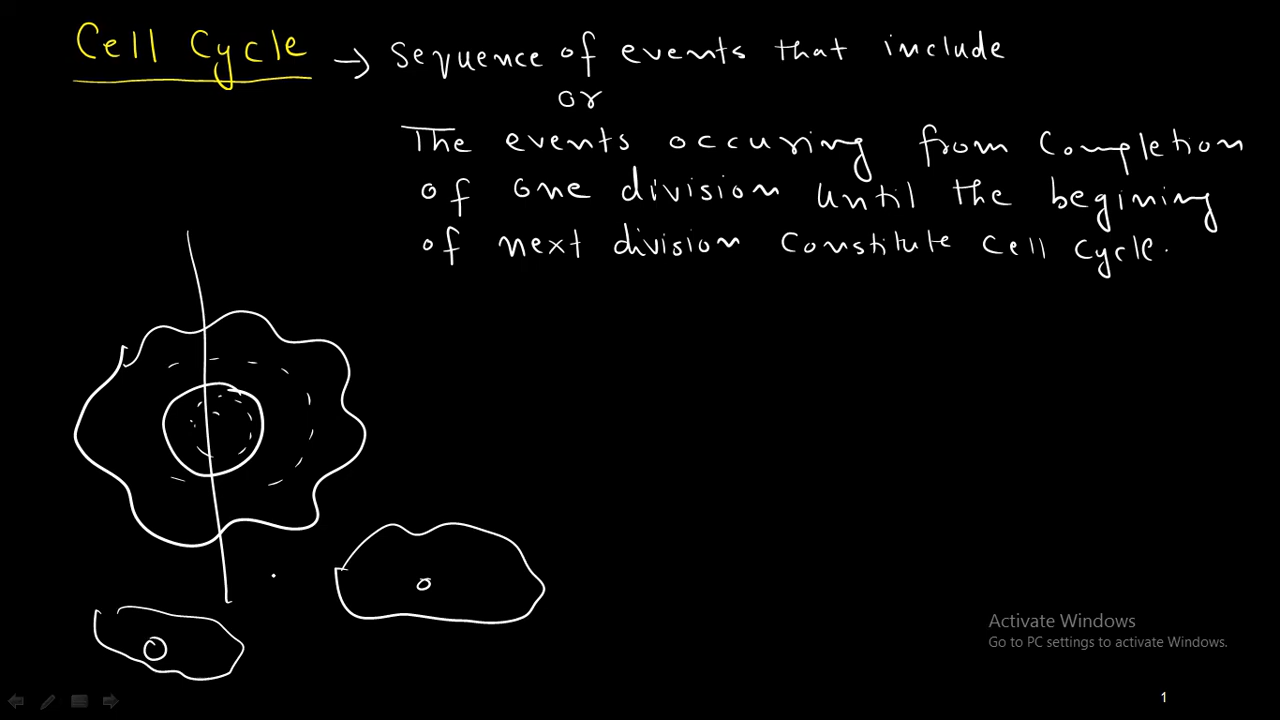 Cell Cycle → Sequence of events that include
or
The events occuring from Completion
of one division until the begining
of next division Constitute Cell Cycle.
Activate Windows
Go to PC settings to activate Windows.
1